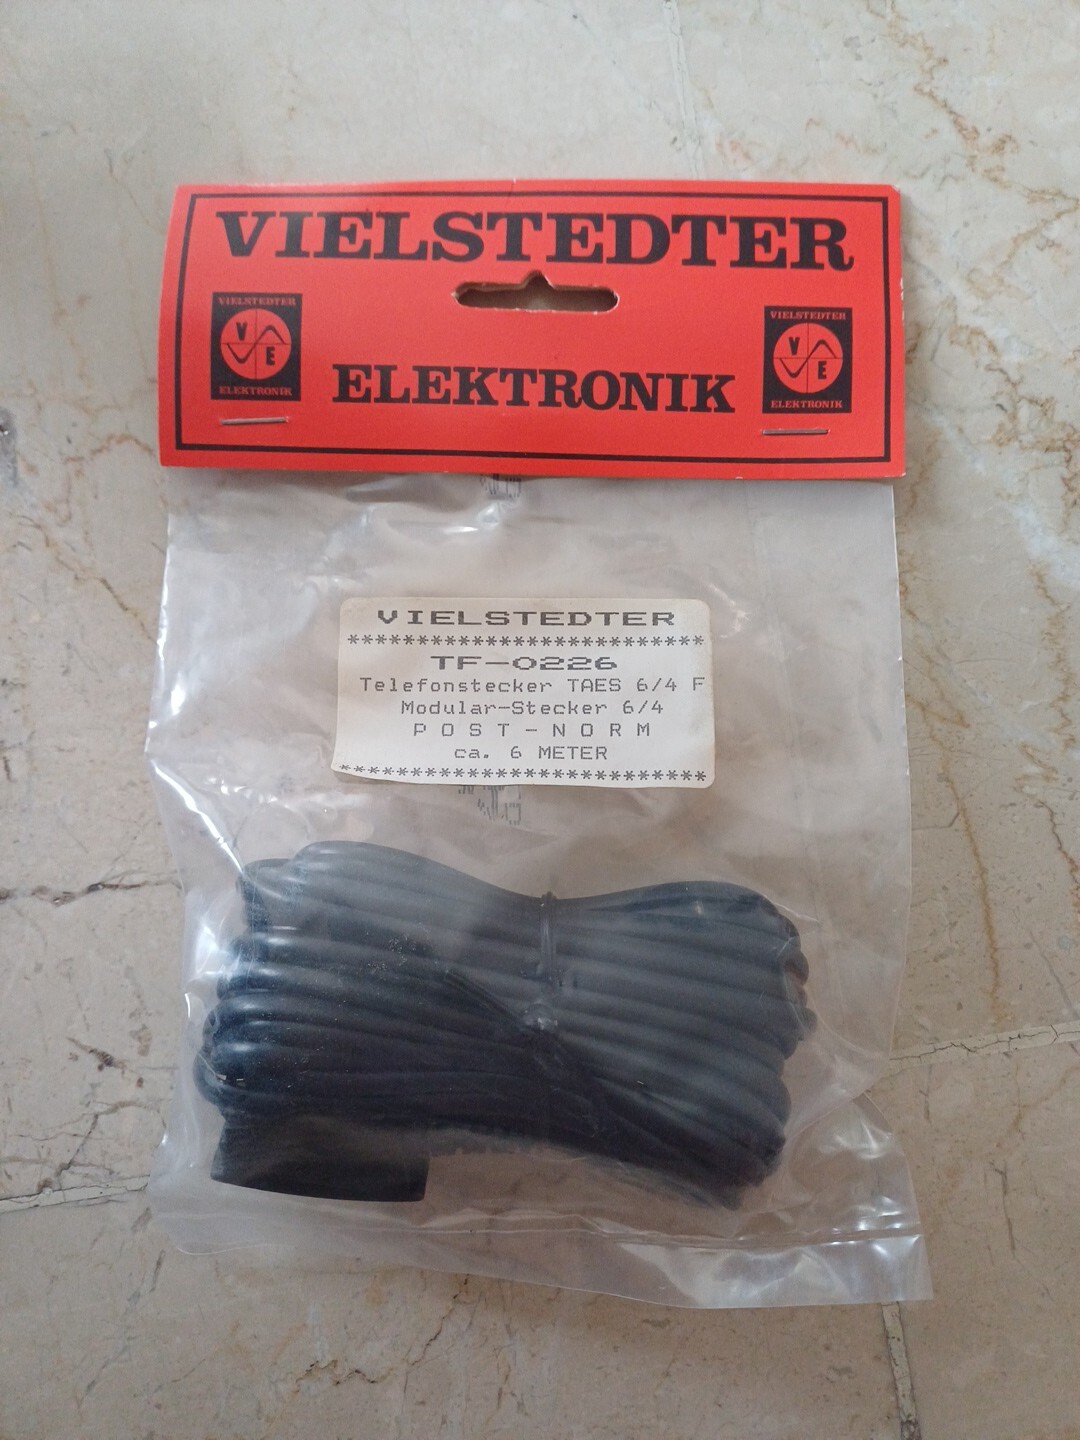 VIELSTEDTER
VIELSTEDTER
V E
ELEKTRONIK
ELEKTRONIK
VIELSTEDTER
V E
ELEKTRONIK
VIELSTEDTER
*****************************
TF-0226
Telefonstecker TAES 6/4 F
Modular-Stecker 6/4
POST-NORM
ca. 6 METER
*****************************